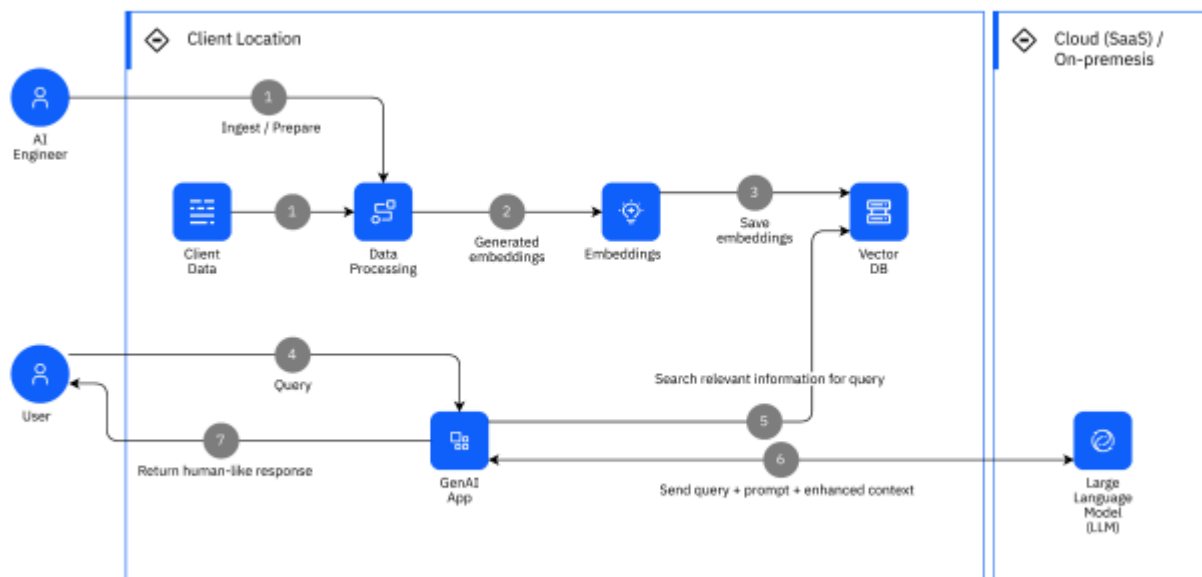 Client Location
Cloud (SaaS) /
On-premesis
1
Ingest / Prepare
AI
Engineer
1
2
3
Client
Data
Data
Processing
Generated
embeddings
Embeddings
Save
embeddings
Vector
DB
4
Query
User
Search relevant information for query
5
7
Return human-like response
GenAI
App
6
Send query + prompt + enhanced context
Large
Language
Model
(LLM)